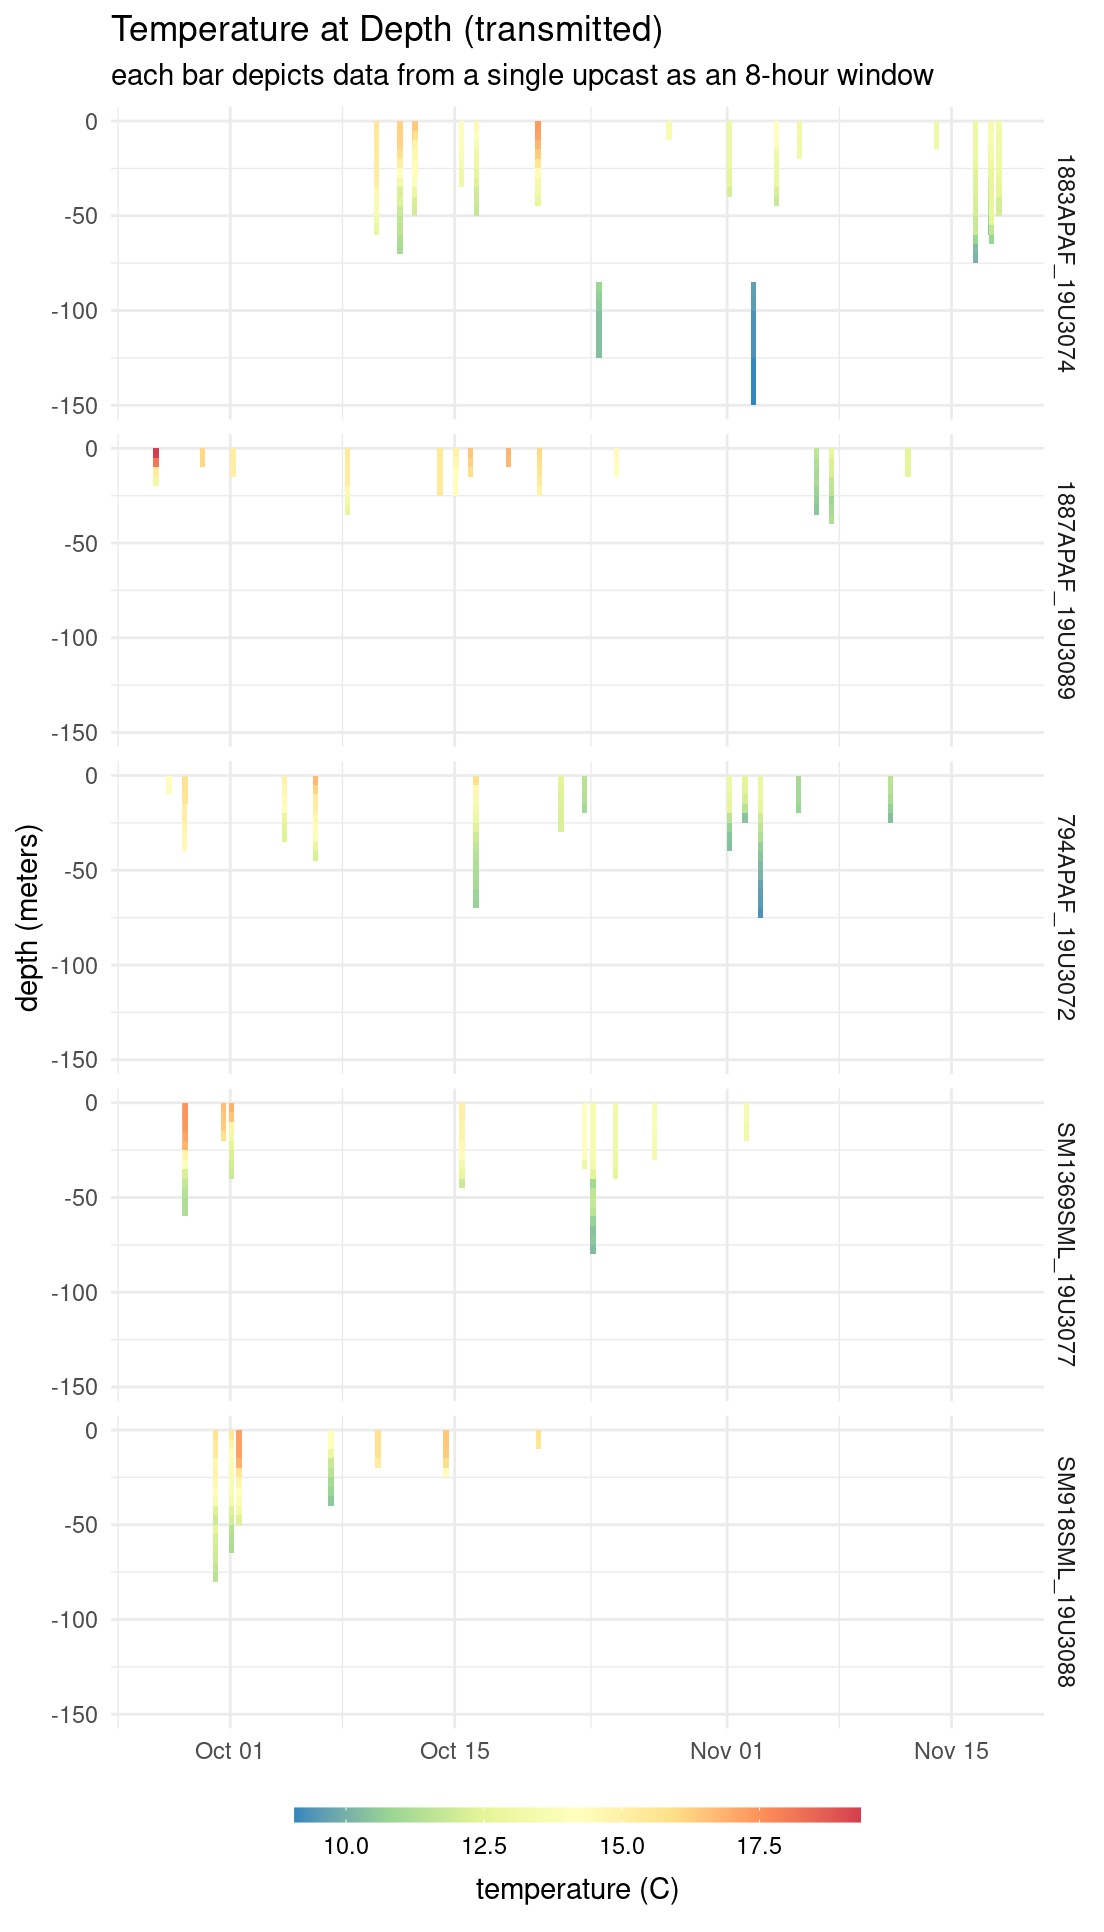 Temperature at Depth (transmitted)
each bar depicts data from a single upcast as an 8-hour window
depth (meters)
0
-50
-100
-150
1883APAF_19U3074
0
-50
-100
-150
1887APAF_19U3089
0
-50
-100
-150
794APAF_19U3072
0
-50
-100
-150
SM1369SML_19U3077
0
-50
-100
-150
SM918SML_19U3088
Oct 01 Oct 15 Nov 01 Nov 15
10.0 12.5 15.0 17.5
temperature (C)